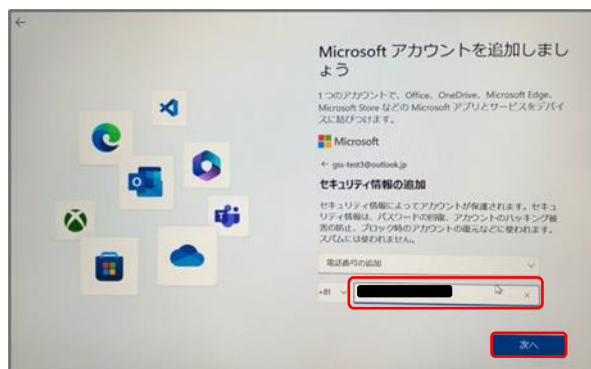 Microsoft アカウントを追加しまし
ょう
1 つのアカウントで、Office、OneDrive、Microsoft Edge、
Microsoft Store などの Microsoft アプリとサービスをデバイ
スに結びつけます。
Microsoft
← gss-test3@outlook.jp
セキュリティ情報の追加
セキュリティ情報によってアカウントが保護されます。セキュ
リティ情報は、パスワードの回復、アカウントのハッキング被
害の防止、ブロック時のアカウントの復元などに使われます。
スパムには使われません。
電話番号の追加
+81
次へ